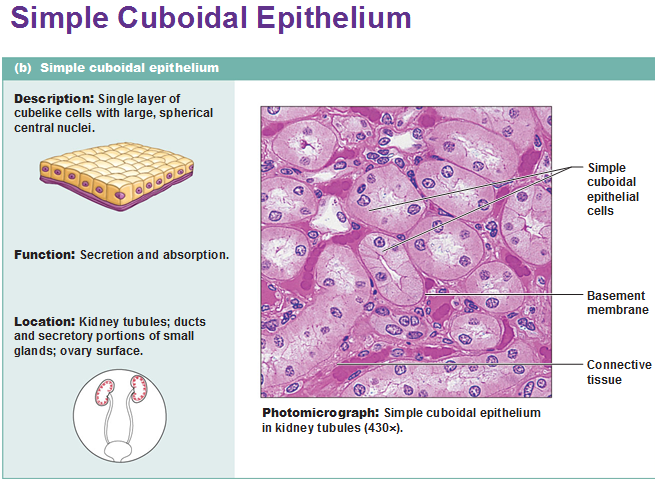 Simple Cuboidal Epithelium
(b) Simple cuboidal epithelium
Description: Single layer of
cubelike cells with large, spherical
central nuclei.
Function: Secretion and absorption.
Location: Kidney tubules; ducts
and secretory portions of small
glands; ovary surface.
Simple
cuboidal
epithelial
cells
Basement
membrane
Connective
tissue
Photomicrograph: Simple cuboidal epithelium
in kidney tubules (430×).